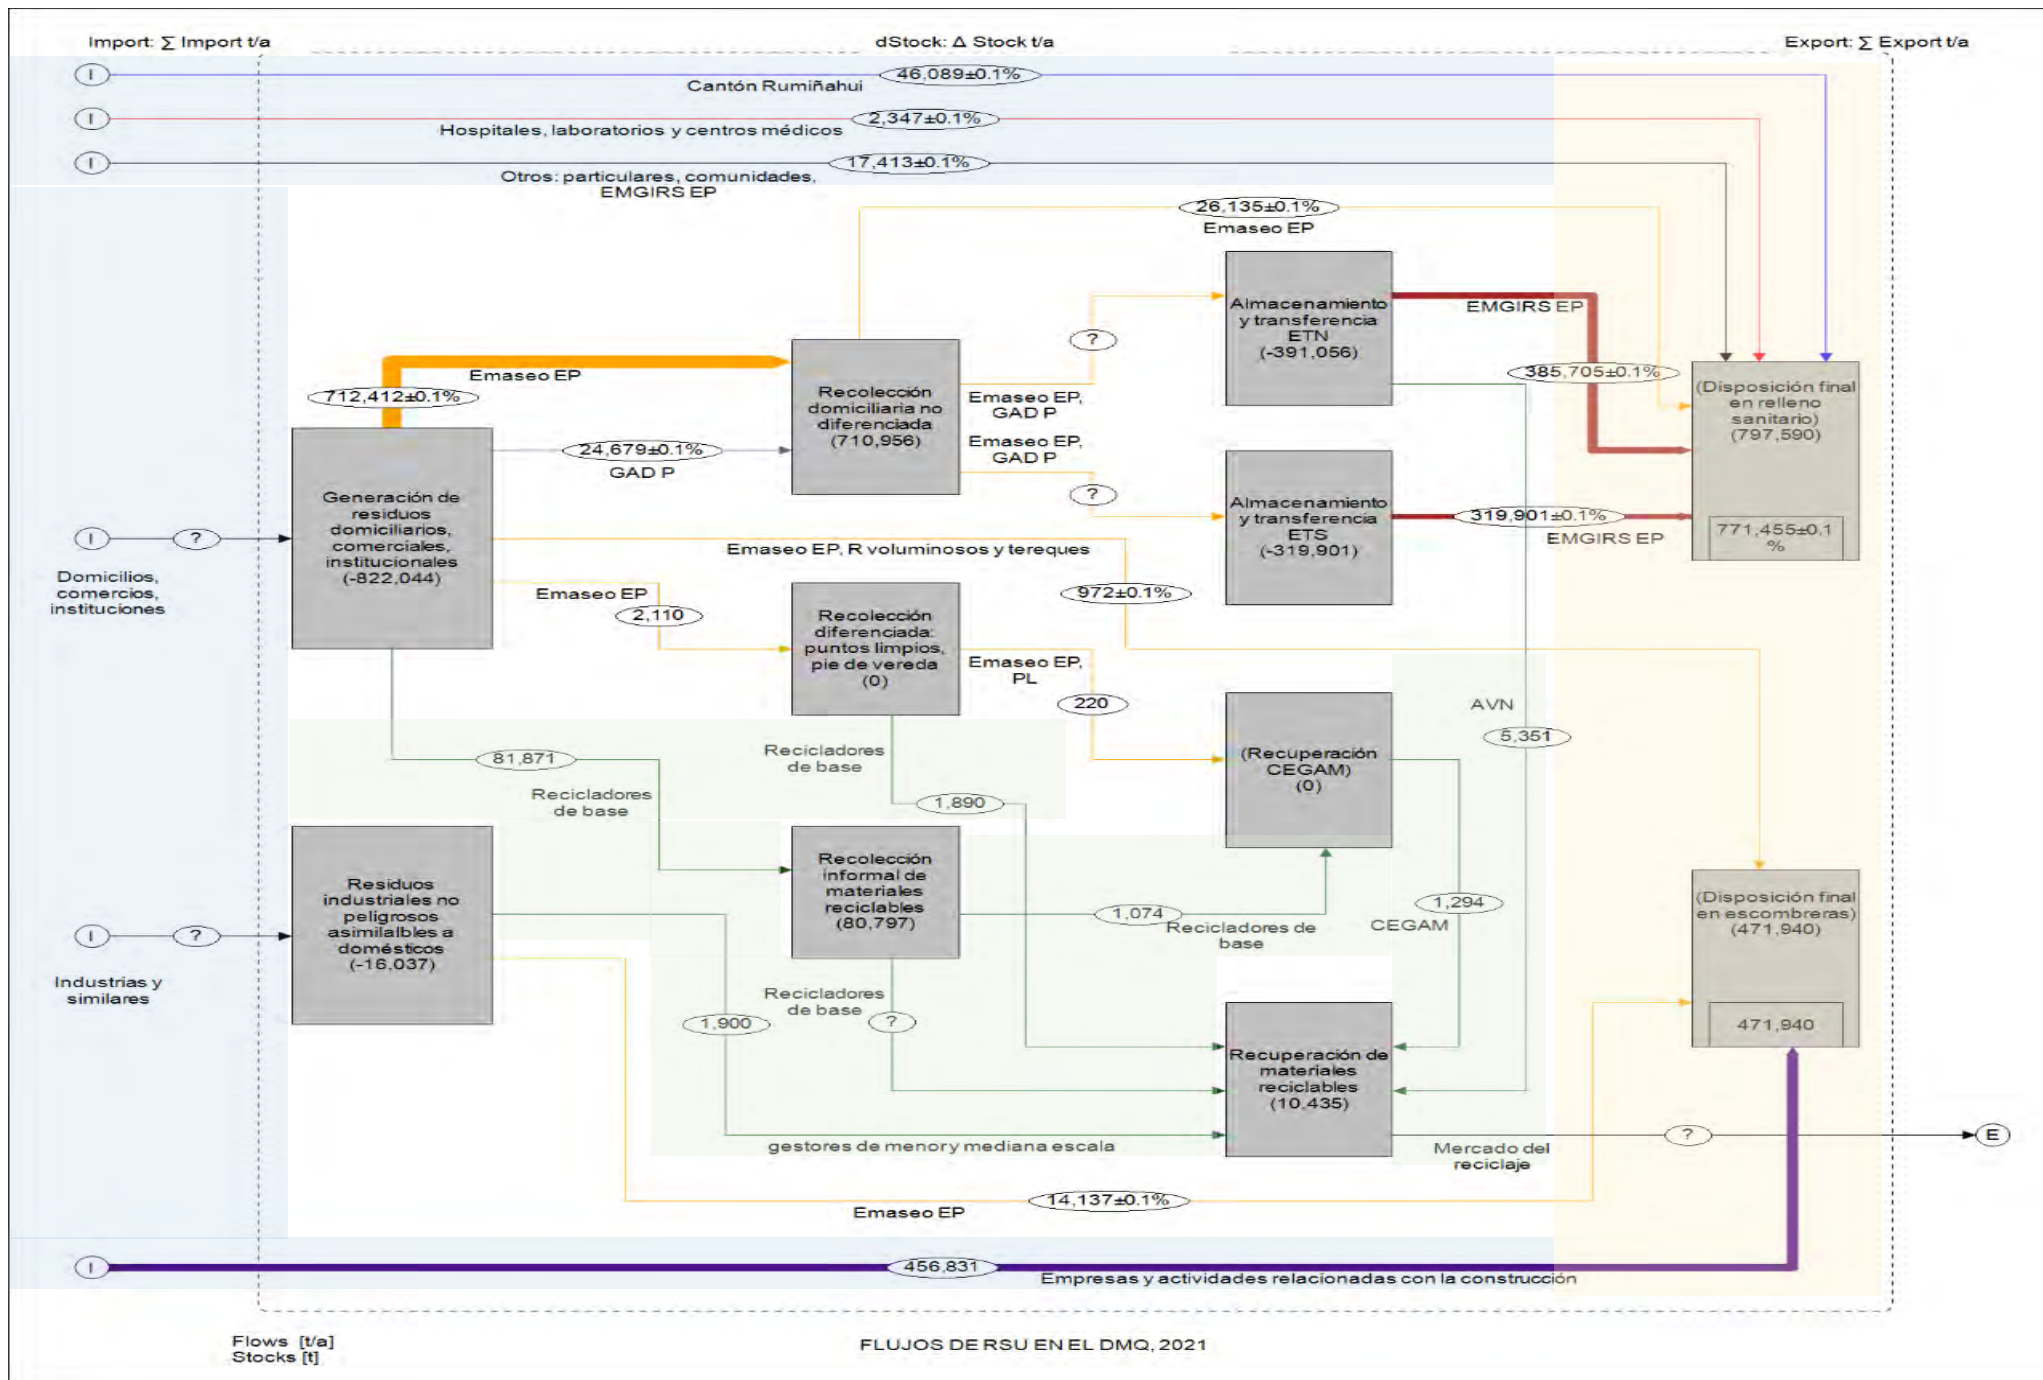 Import: ∑ Import t/a
dStock: Δ Stock t/a
Export: ∑ Export t/a
I
46,089±0.1%
Cantón Rumiñahui
I
2,347±0.1%
Hospitales, laboratorios y centros médicos
I
17,413±0.1%
Otros: particulares, comunidades,
EMGIRS EP
26,135±0.1%
Emaseo EP
Almacenamiento
y transferencia
ETN
(-391,056)
EMGIRS EP
?
385,705±0.1%
Emaseo EP
712,412±0.1%
Recolección
domiciliaria no
diferenciada
(710,956)
Emaseo EP,
GAD P
(Disposición final
en relleno
sanitario)
(797,590)
771,455±0.1
%
24,679±0.1%
GAD P
Emaseo EP,
GAD P
?
Almacenamiento
y transferencia
ETS
(-319,901)
319,901±0.1%
EMGIRS EP
Generación de
residuos
domiciliarios,
comerciales,
institucionales
(-822,044)
I
?
Domicilios,
comercios,
instituciones
Emaseo EP, R voluminosos y tereques
972±0.1%
Emaseo EP
2,110
Recolección
diferenciada:
puntos limpios,
pie de vereda
(0)
Emaseo EP,
PL
220
AVN
5,351
81,871
Recicladores
de base
Recicladores
de base
1,890
(Recuperación
CEGAM)
(0)
Residuos
industriales no
peligrosos
asimilalbles a
domésticos
(-16,037)
Recolección
informal de
materiales
reciclables
(80,797)
1,074
Recicladores de
base
1,294
CEGAM
(Disposición final
en escombreras)
(471,940)
471,940
I
?
Industrias y
similares
Recicladores
de base
1,900
?
Recuperación de
materiales
reciclables
(10,435)
gestores de menor y mediana escala
Mercado del
reciclaje
?
E
14,137±0.1%
Emaseo EP
I
456,831
Empresas y actividades relacionadas con la construcción
Flows [t/a]
Stocks [t]
FLUJOS DE RSU EN EL DMQ, 2021